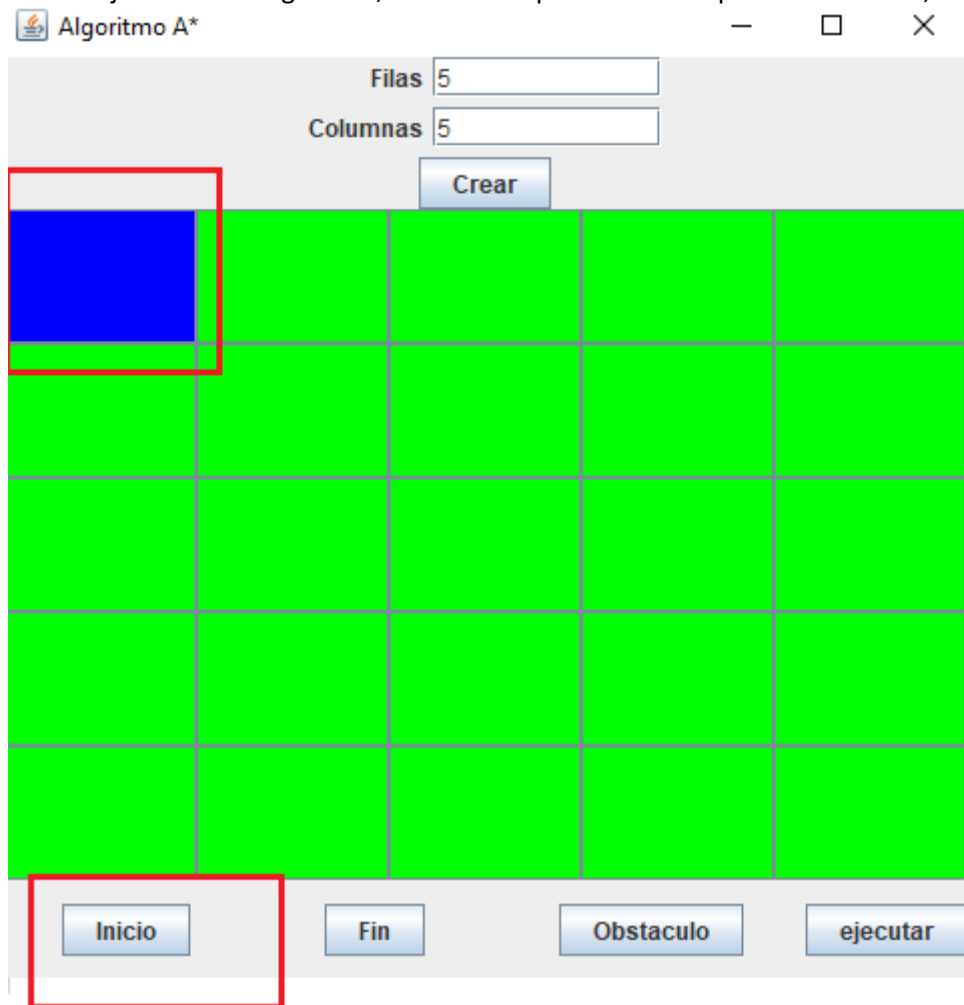 Algoritmo A*
Filas 5
Columnas 5
Crear
Inicio Fin Obstaculo ejecutar